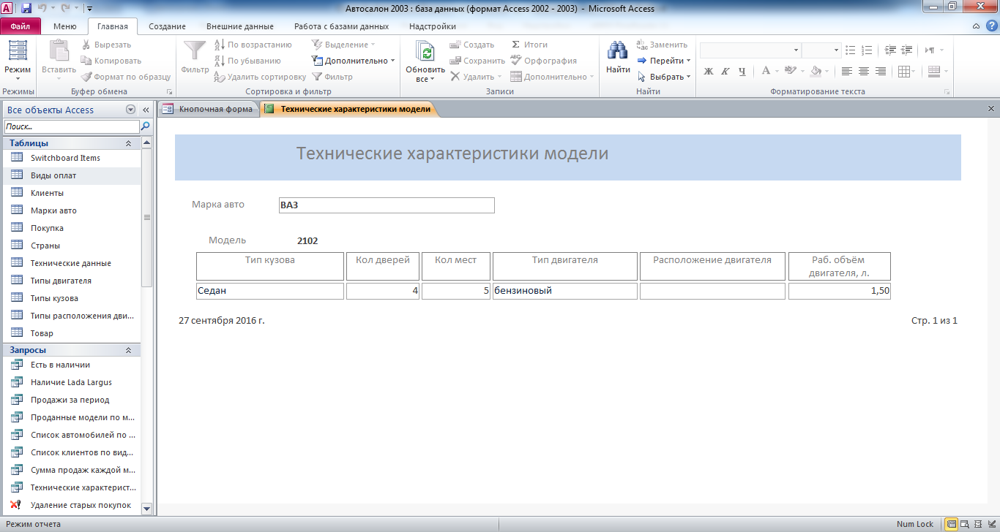 Автосалон 2003 : база данных (формат Access 2002 - 2003) - Microsoft Access
Файл Меню Главная Создание Внешние данные Работа с базами данных Надстройки
Режим
Режимы
Вставить
Вырезать
Копировать
Формат по образцу
Буфер обмена
Фильтр
По возрастанию
По убыванию
Удалить сортировку
Выделение
Дополнительно
Фильтр
Сортировка и фильтр
Обновить
все
Создать
Сохранить
Удалить
Итоги
Орфография
Дополнительно
Записи
Найти
Заменить
Перейти
Выбрать
Найти
Ж К Ч
Форматирование текста
Все объекты Access
Поиск...
Таблицы
Switchboard Items
Виды оплат
Клиенты
Марки авто
Покупка
Страны
Технические данные
Типы двигателя
Типы кузова
Типы расположения дви...
Товар
Запросы
Есть в наличии
Наличие Lada Largus
Продажи за период
Проданные модели по м...
Список автомобилей по ...
Список клиентов по вид...
Сумма продаж каждой м...
Технические характерист...
Удаление старых покупок
Кнопочная форма Технические характеристики модели
Технические характеристики модели
Марка авто ВАЗ
Модель 2102
Тип кузова Кол дверей Кол мест Тип двигателя Расположение двигателя Раб. объём
двигателя, л.
Седан 4 5 бензиновый 1,50
27 сентября 2016 г. Стр. 1 из 1
Режим отчета Num Lock